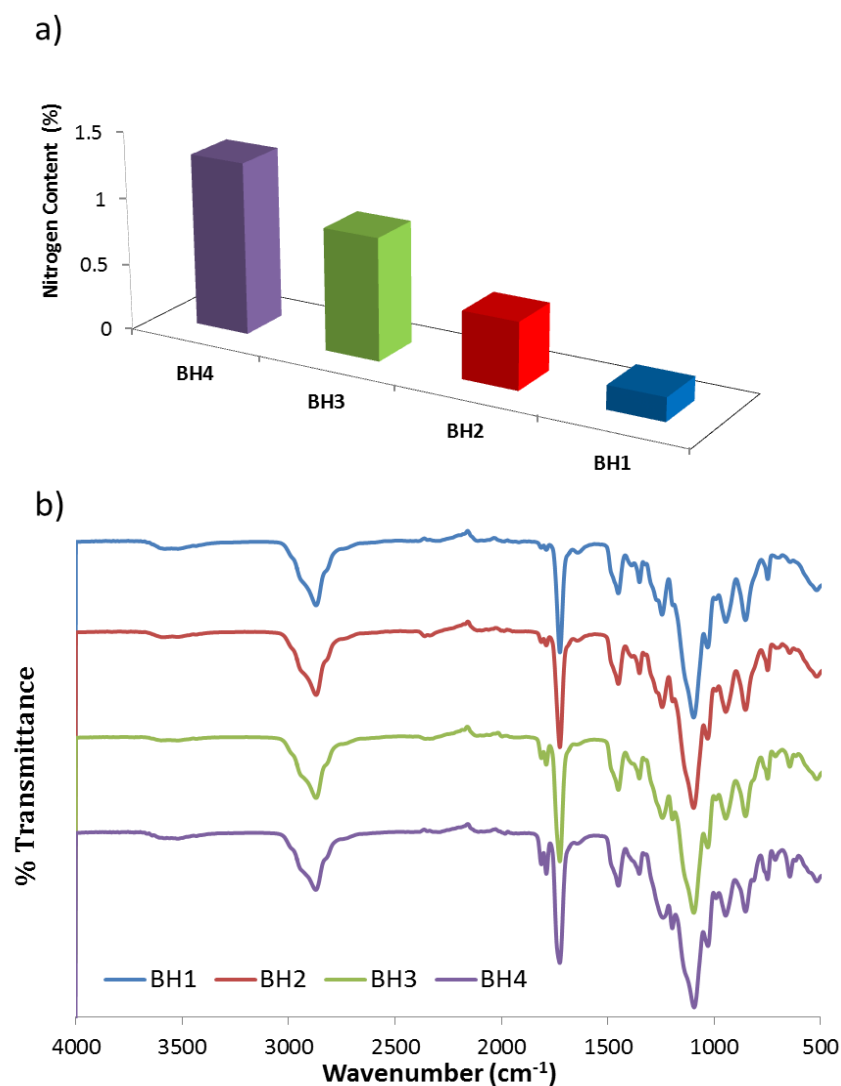 a)
Nitrogen Content (%)
1.5
1
0.5
0
BH4
BH3
BH2
BH1
b)
% Transmittance
BH1 BH2 BH3 BH4
4000 3500 3000 2500 2000 1500 1000 500
Wavenumber (cm⁻¹)